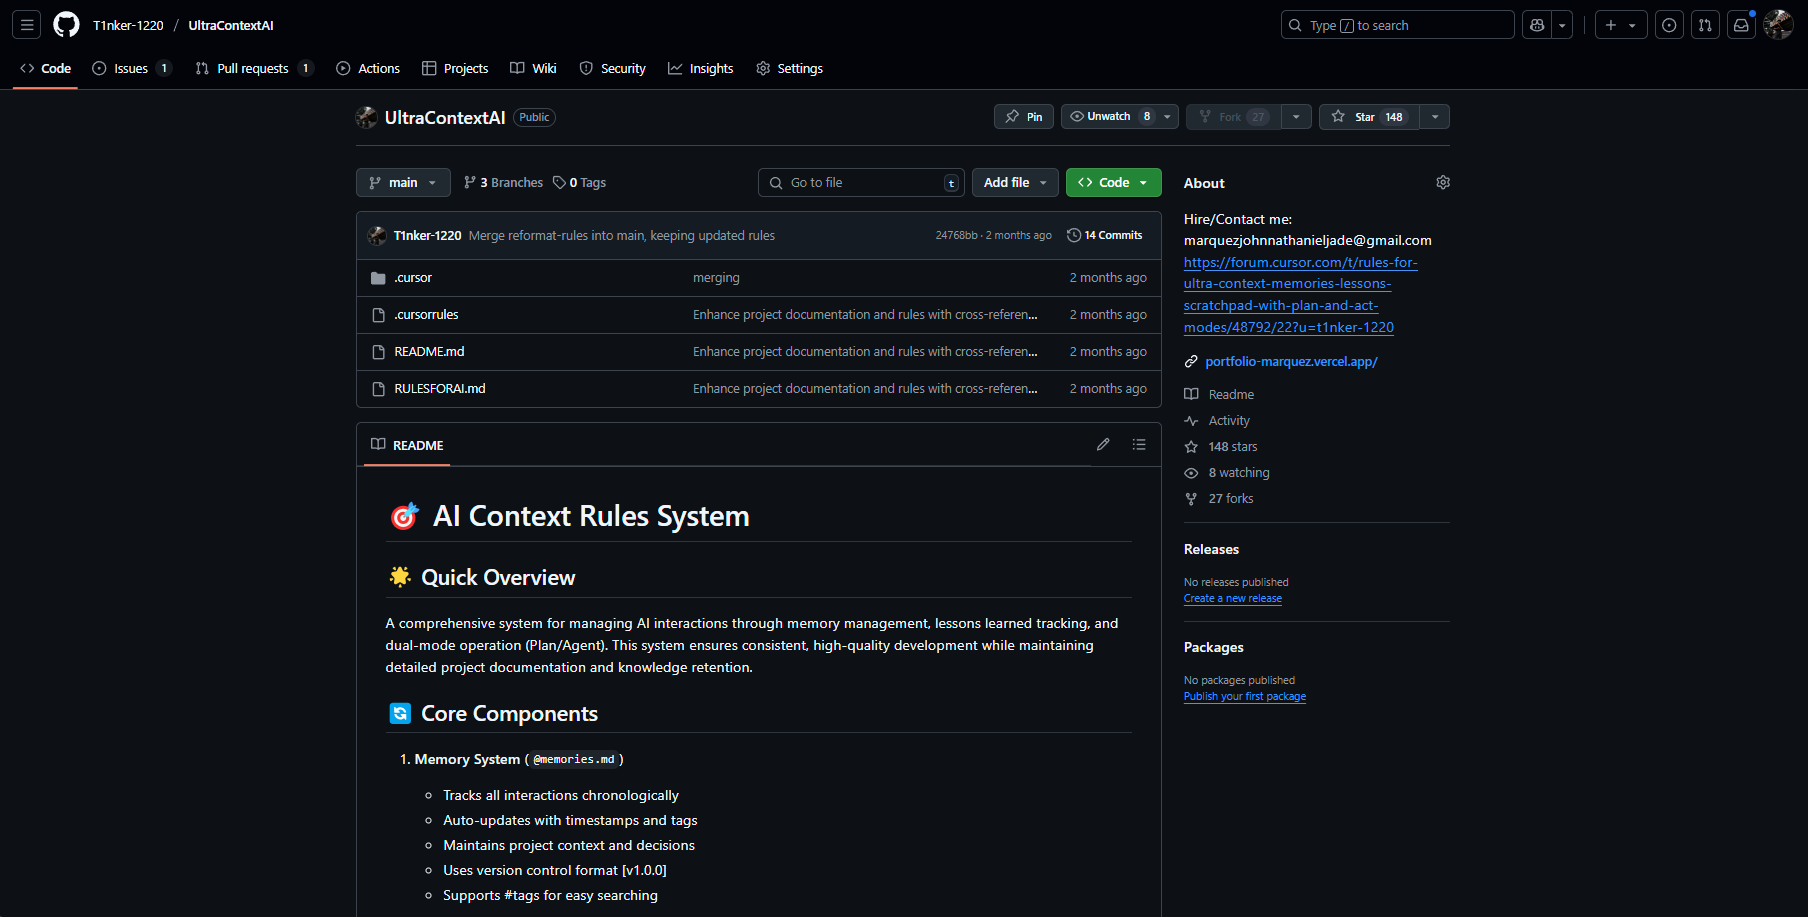 T1nker-1220 / UltraContextAI
Type / to search
Code
Issues 1
Pull requests 1
Actions
Projects
Wiki
Security
Insights
Settings
UltraContextAI Public
Pin
Unwatch 8
Fork 27
Star 148
main
3 Branches
0 Tags
Go to file t
Add file
Code
T1nker-1220 Merge reformat-rules into main, keeping updated rules 24768bb · 2 months ago 14 Commits
.cursor merging 2 months ago
.cursorrules Enhance project documentation and rules with cross-referen... 2 months ago
README.md Enhance project documentation and rules with cross-referen... 2 months ago
RULESFORAI.md Enhance project documentation and rules with cross-referen... 2 months ago
README
AI Context Rules System
Quick Overview
A comprehensive system for managing AI interactions through memory management, lessons learned tracking, and
dual-mode operation (Plan/Agent). This system ensures consistent, high-quality development while maintaining
detailed project documentation and knowledge retention.
Core Components
1. Memory System ( @memories.md )
Tracks all interactions chronologically
Auto-updates with timestamps and tags
Maintains project context and decisions
Uses version control format [v1.0.0]
Supports #tags for easy searching
About
Hire/Contact me:
marquezjohnnathanieljade@gmail.com
https://forum.cursor.com/t/rules-for-
ultra-context-memories-lessons-
scratchpad-with-plan-and-act-
modes/48792/22?u=t1nker-1220
portfolio-marquez.vercel.app/
Readme
Activity
148 stars
8 watching
27 forks
Releases
No releases published
Create a new release
Packages
No packages published
Publish your first package